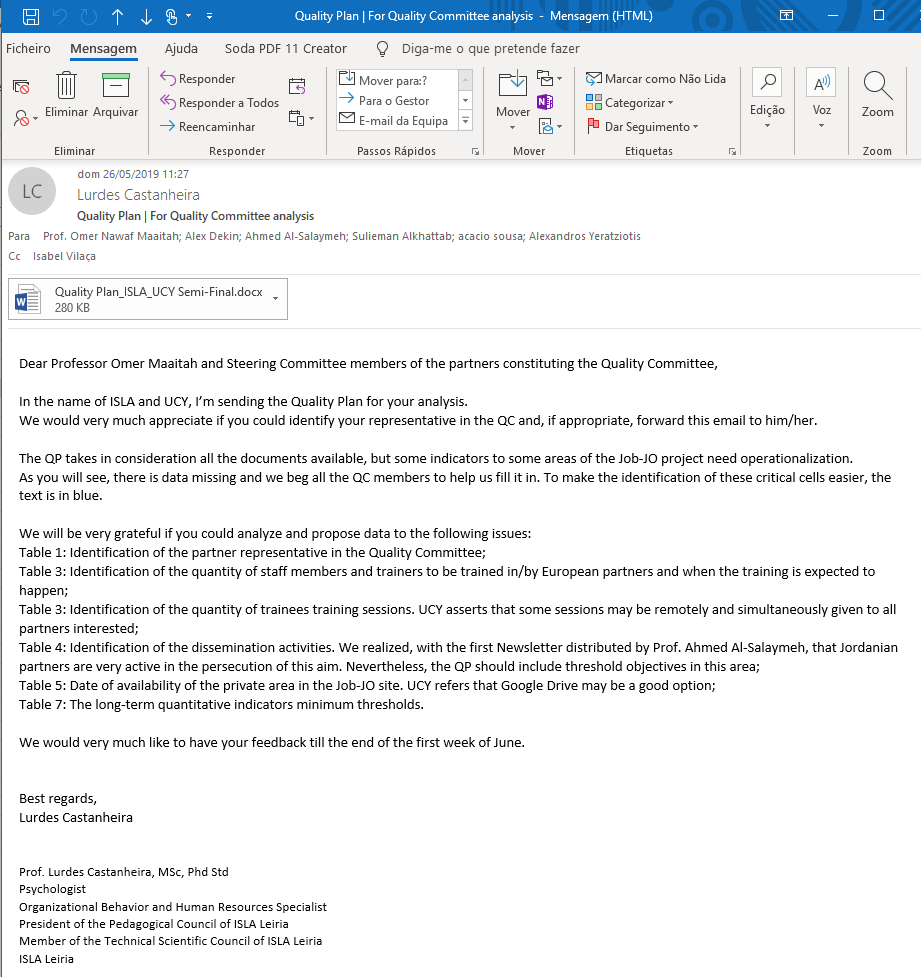 Quality Plan | For Quality Committee analysis - Mensagem (HTML)
Ficheiro Mensagem Ajuda Soda PDF 11 Creator Diga-me o que pretende fazer
Eliminar Arquivar
Responder
Responder a Todos
Reencaminhar
Mover para:?
Para o Gestor
E-mail da Equipa
Mover
Marcar como Não Lida
Categorizar
Dar Seguimento
Edição
Voz
Zoom
Eliminar Responder Passos Rápidos Mover Etiquetas Zoom
LC
dom 26/05/2019 11:27
Lurdes Castanheira
Quality Plan | For Quality Committee analysis
Para Prof. Omer Nawaf Maaitah; Alex Dekin; Ahmed Al-Salaymeh; Sulieman Alkhattab; acacio sousa; Alexandros Yeratziotis
Cc Isabel Vilaça
Quality Plan_ISLA_UCY Semi-Final.docx
280 KB
Dear Professor Omer Maaitah and Steering Committee members of the partners constituting the Quality Committee,
In the name of ISLA and UCY, I'm sending the Quality Plan for your analysis.
We would very much appreciate if you could identify your representative in the QC and, if appropriate, forward this email to him/her.
The QP takes in consideration all the documents available, but some indicators to some areas of the Job-JO project need operationalization.
As you will see, there is data missing and we beg all the QC members to help us fill it in. To make the identification of these critical cells easier, the
text is in blue.
We will be very grateful if you could analyze and propose data to the following issues:
Table 1: Identification of the partner representative in the Quality Committee;
Table 3: Identification of the quantity of staff members and trainers to be trained in/by European partners and when the training is expected to
happen;
Table 3: Identification of the quantity of trainees training sessions. UCY asserts that some sessions may be remotely and simultaneously given to all
partners interested;
Table 4: Identification of the dissemination activities. We realized, with the first Newsletter distributed by Prof. Ahmed Al-Salaymeh, that Jordanian
partners are very active in the persecution of this aim. Nevertheless, the QP should include threshold objectives in this area;
Table 5: Date of availability of the private area in the Job-JO site. UCY refers that Google Drive may be a good option;
Table 7: The long-term quantitative indicators minimum thresholds.
We would very much like to have your feedback till the end of the first week of June.
Best regards,
Lurdes Castanheira
Prof. Lurdes Castanheira, MSc, Phd Std
Psychologist
Organizational Behavior and Human Resources Specialist
President of the Pedagogical Council of ISLA Leiria
Member of the Technical Scientific Council of ISLA Leiria
ISLA Leiria